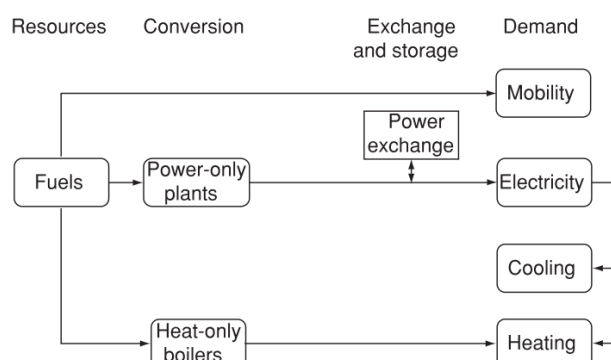 Resources
Conversion
Exchange
and storage
Demand
Mobility
Power
exchange
Fuels
Power-only
plants
Electricity
Cooling
Heat-only
boilers
Heating